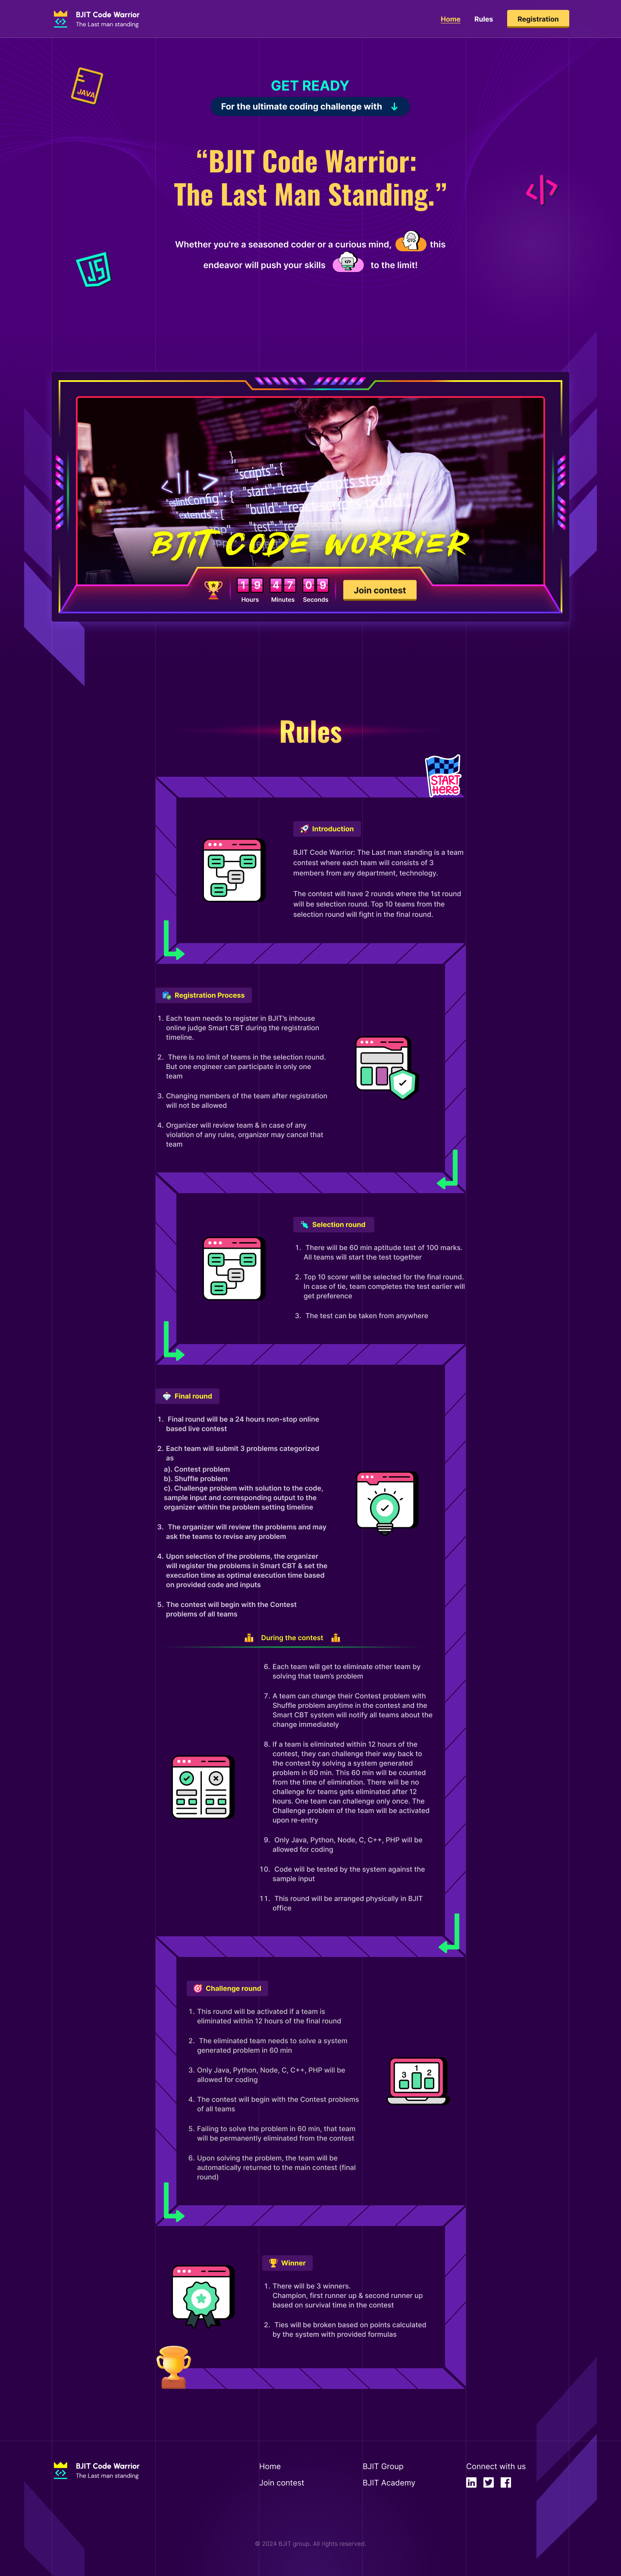 BJIT Code Warrior
The Last man standing
Home
Rules
Registration
JAVA
GET READY
For the ultimate coding challenge with
“BJIT Code Warrior:
The Last Man Standing.”
Whether you're a seasoned coder or a curious mind, this
endeavor will push your skills to the limit!
JS
},
"scripts": {
"start": "react-scripts start
"eslintConfig": {
"build": "react-
"extends": [
"test": "
BJIT CODE WORRIER
19 47 09
Hours Minutes Seconds
Join contest
Rules
START
HERE
Introduction
BJIT Code Warrior: The Last man standing is a team
contest where each team will consists of 3
members from any department, technology.
The contest will have 2 rounds where the 1st round
will be selection round. Top 10 teams from the
selection round will fight in the final round.
Registration Process
1. Each team needs to register in BJIT's inhouse
online judge Smart CBT during the registration
timeline.
2. There is no limit of teams in the selection round.
But one engineer can participate in only one
team
3. Changing members of the team after registration
will not be allowed
4. Organizer will review team & in case of any
violation of any rules, organizer may cancel that
team
Selection round
1. There will be 60 min aptitude test of 100 marks.
All teams will start the test together
2. Top 10 scorer will be selected for the final round.
In case of tie, team completes the test earlier will
get preference
3. The test can be taken from anywhere
Final round
1. Final round will be a 24 hours non-stop online
based live contest
2. Each team will submit 3 problems categorized
as
a). Contest problem
b). Shuffle problem
c). Challenge problem with solution to the code,
sample input and corresponding output to the
organizer within the problem setting timeline
3. The organizer will review the problems and may
ask the teams to revise any problem
4. Upon selection of the problems, the organizer
will register the problems in Smart CBT & set the
execution time as optimal execution time based
on provided code and inputs
5. The contest will begin with the Contest
problems of all teams
During the contest
6. Each team will get to eliminate other team by
solving that team's problem
7. A team can change their Contest problem with
Shuffle problem anytime in the contest and the
Smart CBT system will notify all teams about the
change immediately
8. If a team is eliminated within 12 hours of the
contest, they can challenge their way back to
the contest by solving a system generated
problem in 60 min. This 60 min will be counted
from the time of elimination. There will be no
challenge for teams gets eliminated after 12
hours. One team can challenge only once. The
Challenge problem of the team will be activated
upon re-entry
9. Only Java, Python, Node, C, C++, PHP will be
allowed for coding
10. Code will be tested by the system against the
sample input
11. This round will be arranged physically in BJIT
office
Challenge round
1. This round will be activated if a team is
eliminated within 12 hours of the final round
2. The eliminated team needs to solve a system
generated problem in 60 min
3. Only Java, Python, Node, C, C++, PHP will be
allowed for coding
4. The contest will begin with the Contest problems
of all teams
5. Failing to solve the problem in 60 min, that team
will be permanently eliminated from the contest
6. Upon solving the problem, the team will be
automatically returned to the main contest (final
round)
3 1 2
Winner
1. There will be 3 winners.
Champion, first runner up & second runner up
based on survival time in the contest
2. Ties will be broken based on points calculated
by the system with provided formulas
BJIT Code Warrior
The Last man standing
Home
Join contest
BJIT Group
BJIT Academy
Connect with us
© 2024 BJIT group. All rights reserved.